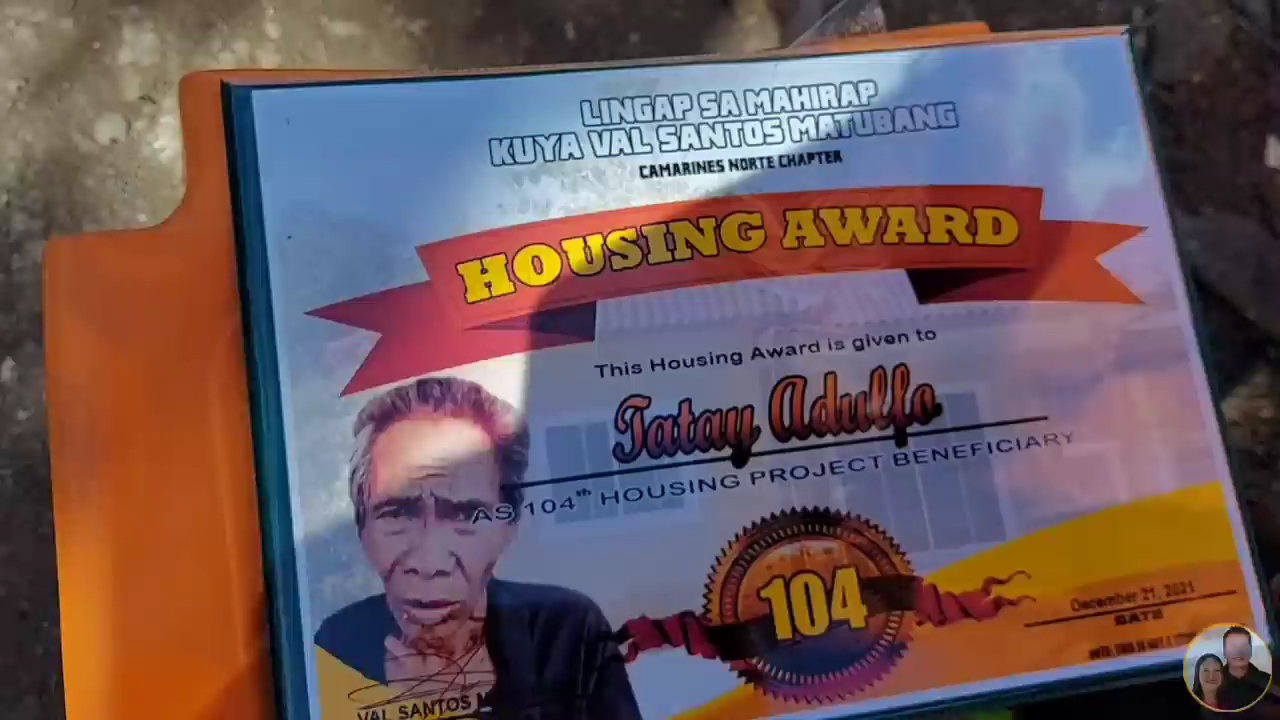 LINGAP SA MAHIRAP
KUYA VAL SANTOS MATUBANG
CAMARINES NORTE CHAPTER
HOUSING AWARD
This Housing Award is given to
Tatay Adulfo
AS 104th HOUSING PROJECT BENEFICIARY
104
December 21, 2021
DATE
VAL SANTOS